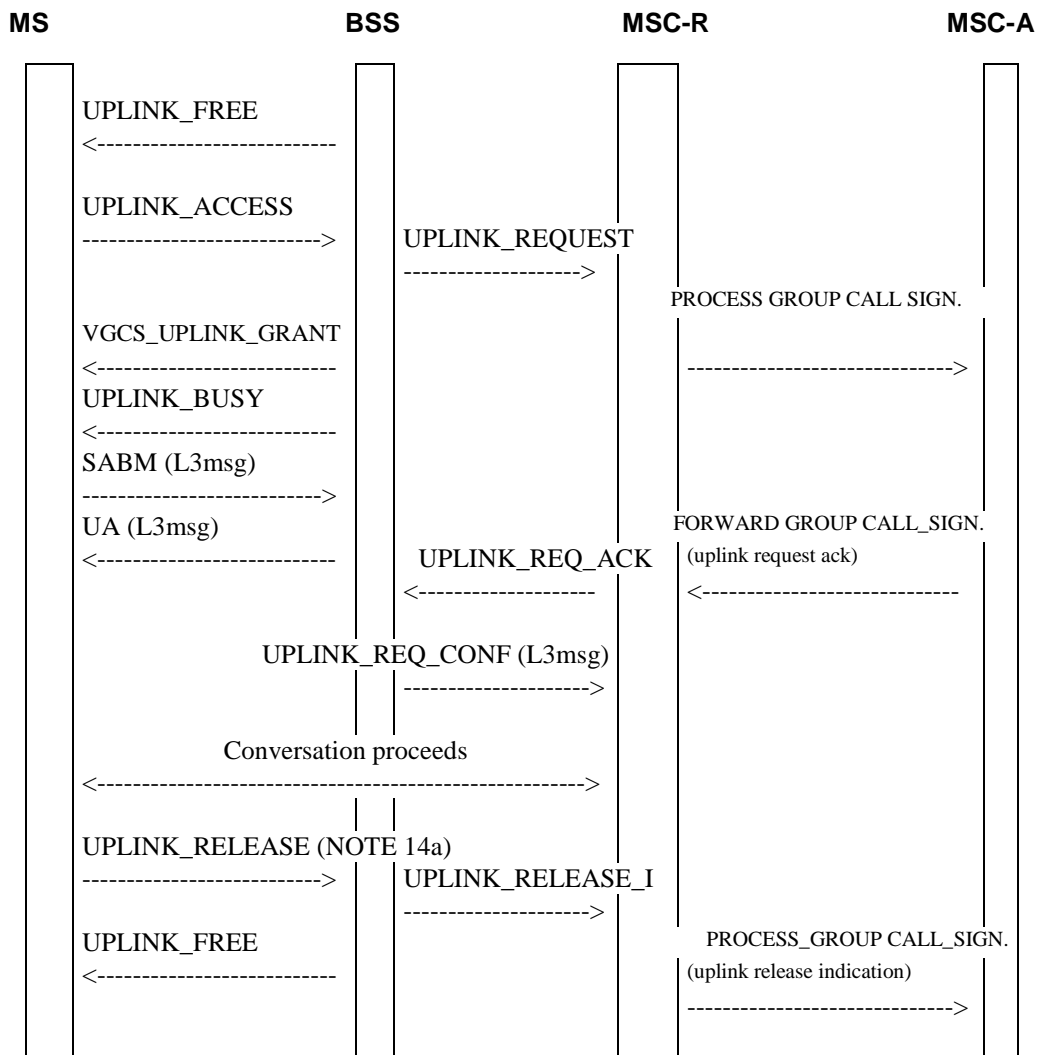 MS BSS MSC-R MSC-A
UPLINK_FREE
<---------------------------
UPLINK_ACCESS
---------------------------> UPLINK_REQUEST
-------------------->
PROCESS GROUP CALL SIGN.
VGCS_UPLINK_GRANT
<--------------------------- ------------------------------>
UPLINK_BUSY
<---------------------------
SABM (L3msg)
--------------------------->
UA (L3msg) FORWARD GROUP CALL_SIGN.
<--------------------------- UPLINK_REQ_ACK (uplink request ack)
<-------------------- <-----------------------------
UPLINK_REQ_CONF (L3msg)
--------------------->
Conversation proceeds
<------------------------------------------------------->
UPLINK_RELEASE (NOTE 14a)
---------------------------> UPLINK_RELEASE_I
--------------------->
UPLINK_FREE PROCESS_GROUP CALL_SIGN.
<--------------------------- (uplink release indication)
------------------------------>